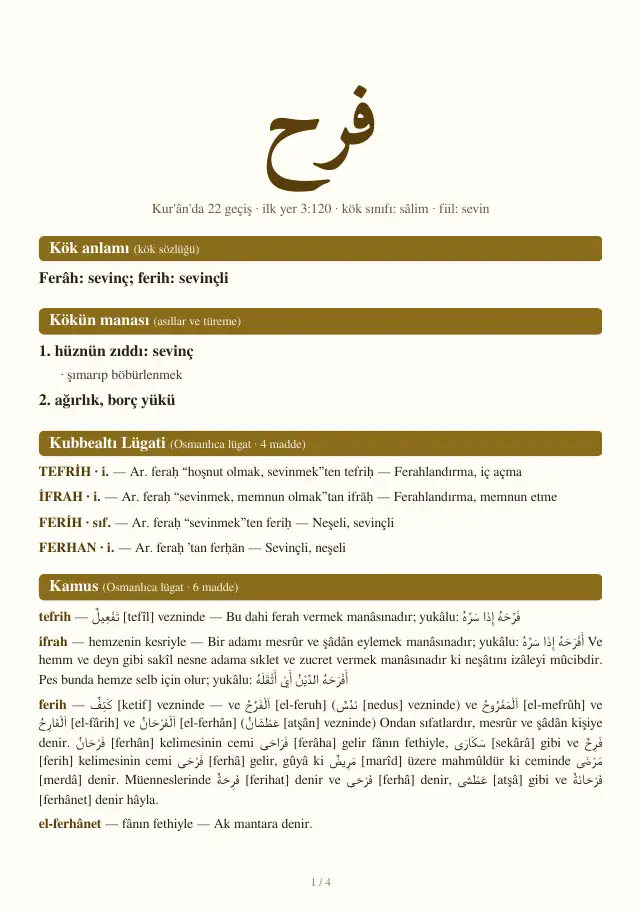 فرح
Kur'ân'da 22 geçiş · ilk yer 3:120 · kök sınıfı: sâlim · fiil: sevin
Kök anlamı (kök sözlüğü)
Ferâh: sevinç; ferih: sevinçli
Kökün manası (asıllar ve türeme)
1. hüznün zıddı: sevinç
· şımarıp böbürlenmek
2. ağırlık, borç yükü
Kubbealtı Lügati (Osmanlıca lügat · 4 madde)
TEFRİH · i. — Ar. feraḥ “hoşnut olmak, sevinmek”ten tefriḥ — Ferahlandırma, iç açma
İFRAH · i. — Ar. feraḥ “sevinmek, memnun olmak”tan ifrāḥ — Ferahlandırma, memnun etme
FERİH · sıf. — Ar. feraḥ “sevinmek”ten feriḥ — Neşeli, sevinçli
FERHAN · i. — Ar. feraḥ ’tan ferḥān — Sevinçli, neşeli
Kamus (Osmanlıca lügat · 6 madde)
tefrih — تَفْعِيلٌ [tefîl] vezninde — Bu dahi ferah vermek manâsınadır; yukâlu: فَرَّحَهُ إِذَا سَرَّهُ
ifrah — hemzenin kesriyle — Bir adamı mesrûr ve şâdân eylemek manâsınadır; yukâlu: أَفْرَحَهُ إِذَا سَرَّهُ Ve
hemm ve deyn gibi sakîl nesne adama sıklet ve zucret vermek manâsınadır ki neşâtını izâleyi mûcibdir.
Pes bunda hemze selb için olur; yukâlu: أَفْرَحَهُ الدَّيْنُ أَيْ أَثْقَلَهُ
ferih — كَتِفٌ [ketif] vezninde — ve اَلْفَرُحُ [el-feruh] (نَدُسٌ [nedus] vezninde) ve اَلْمَفْرُوحُ [el-mefrûh] ve
اَلْفَارِحُ [el-fârih] ve اَلْفَرْحَانُ [el-ferhân] (عَطْشَانُ [atşân] vezninde) Ondan sıfatlardır, mesrûr ve şâdân kişiye
denir. فَرْحَانُ [ferhân] kelimesinin cemi فَرَاحَى [ferâha] gelir fânın fethiyle, سَكَارَى [sekârâ] gibi ve فَرِحٌ
[ferih] kelimesinin cemi فَرْحَى [ferhâ] gelir, gûyâ ki مَرِيضٌ [marîd] üzere mahmûldür ki ceminde مَرْضَى
[merdâ] denir. Müenneslerinde فَرِحَةٌ [ferihat] denir ve فَرْحَى [ferhâ] denir, عَطْشَى [atşâ] gibi ve فَرْحَانَةٌ
[ferhânet] denir hâyla.
el-ferhânet — fânın fethiyle — Ak mantara denir.
1 / 4